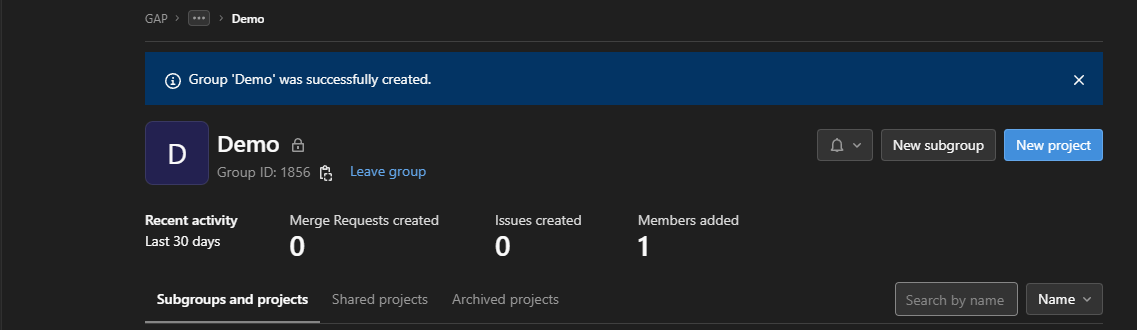 GAP > ••• > Demo
Group 'Demo' was successfully created.
D
Demo
Group ID: 1856 Leave group
New subgroup New project
Recent activity Merge Requests created Issues created Members added
Last 30 days 0 0 1
Subgroups and projects Shared projects Archived projects Search by name Name